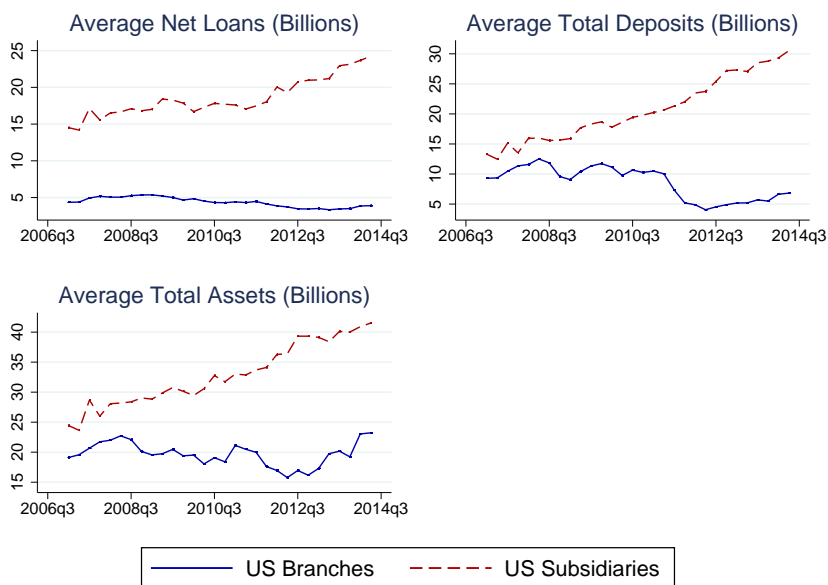 Average Net Loans (Billions)
25
20
15
10
5
2006q3 2008q3 2010q3 2012q3 2014q3
Average Total Deposits (Billions)
30
25
20
15
10
5
2006q3 2008q3 2010q3 2012q3 2014q3
Average Total Assets (Billions)
40
35
30
25
20
15
2006q3 2008q3 2010q3 2012q3 2014q3
US Branches US Subsidiaries